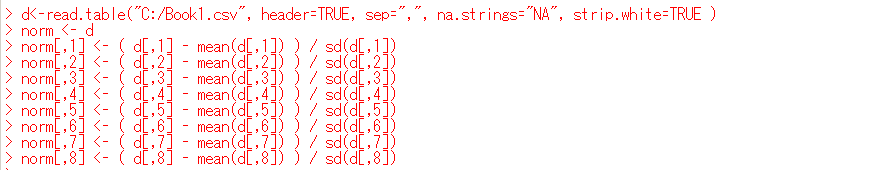 > d<-read.table("C:/Book1.csv", header=TRUE, sep=",", na.strings="NA", strip.white=TRUE )
> norm <- d
> norm[,1] <- ( d[,1] - mean(d[,1]) ) / sd(d[,1])
> norm[,2] <- ( d[,2] - mean(d[,2]) ) / sd(d[,2])
> norm[,3] <- ( d[,3] - mean(d[,3]) ) / sd(d[,3])
> norm[,4] <- ( d[,4] - mean(d[,4]) ) / sd(d[,4])
> norm[,5] <- ( d[,5] - mean(d[,5]) ) / sd(d[,5])
> norm[,6] <- ( d[,6] - mean(d[,6]) ) / sd(d[,6])
> norm[,7] <- ( d[,7] - mean(d[,7]) ) / sd(d[,7])
> norm[,8] <- ( d[,8] - mean(d[,8]) ) / sd(d[,8])